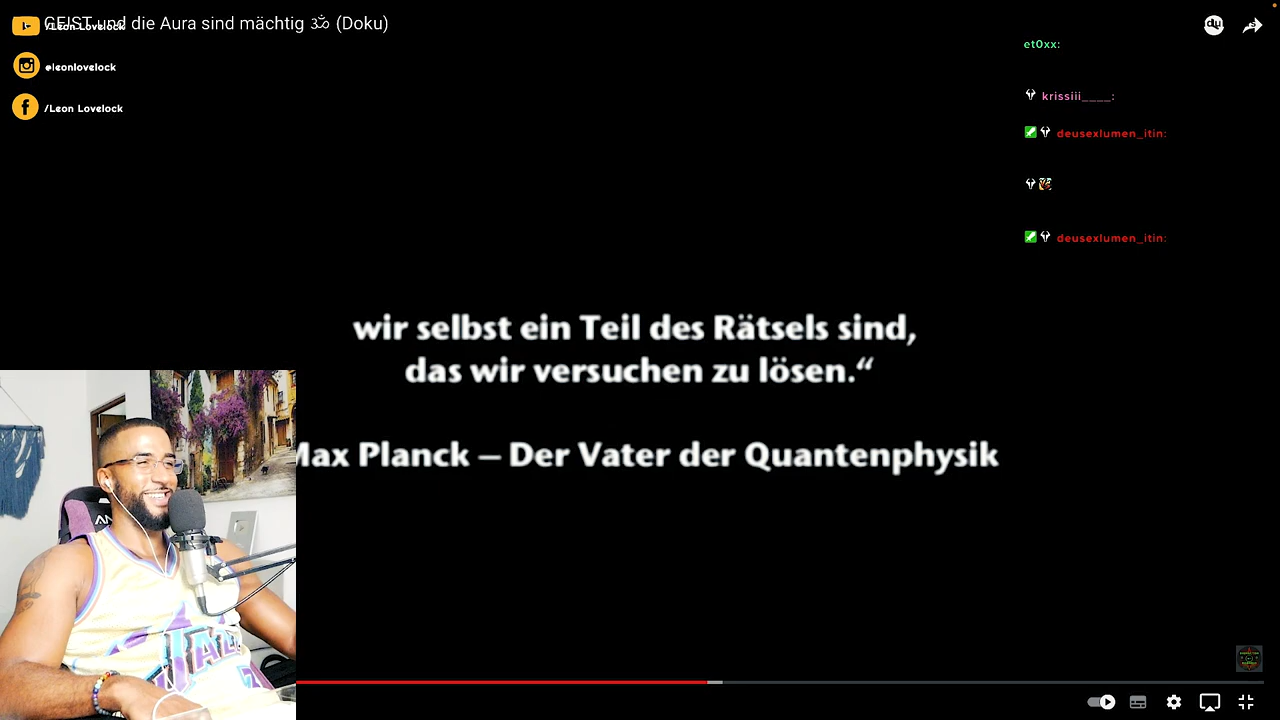 GEIST und die Aura sind mächtig ૐ (Doku)
/Leon Lovelock
@leonlovelock
/Leon Lovelock
et0xx:
krissiii____:
deusexlumen_itin:
deusexlumen_itin:
wir selbst ein Teil des Rätsels sind,
das wir versuchen zu lösen.“
Max Planck – Der Vater der Quantenphysik